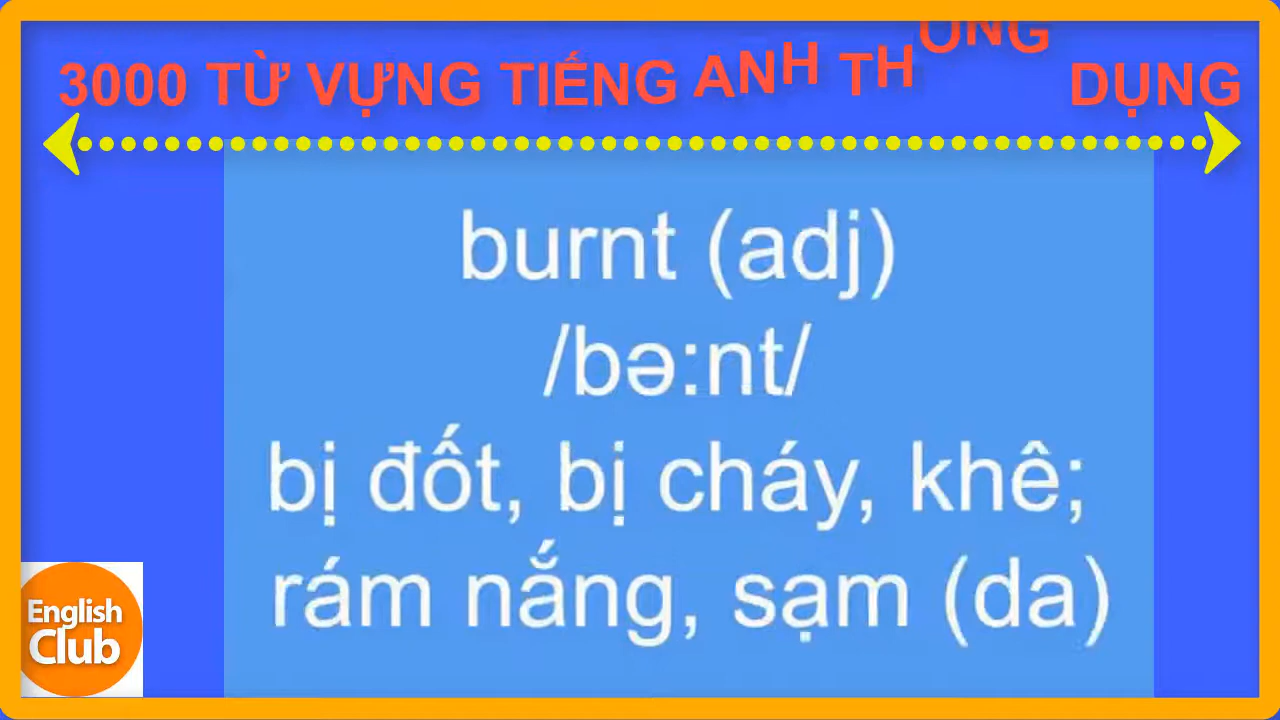 3000 TỪ VỰNG TIẾNG ANH THÔNG DỤNG
burnt (adj)
/bə:nt/
bị đốt, bị cháy, khê;
rám nắng, sạm (da)
English
Club